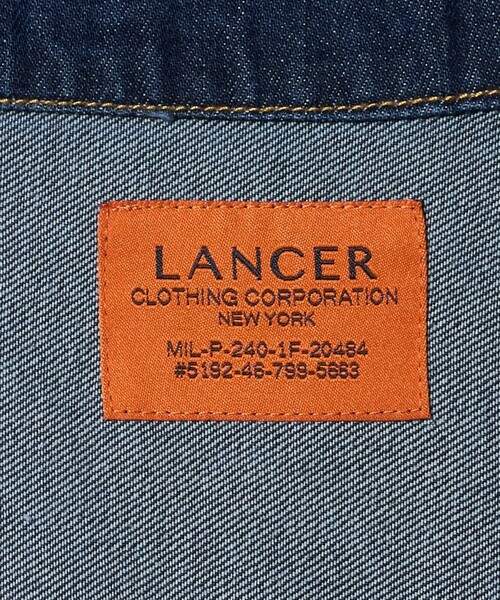 LANCER
CLOTHING CORPORATION
NEW YORK
MIL-P-240-1F-20484
#5192-46-799-5663